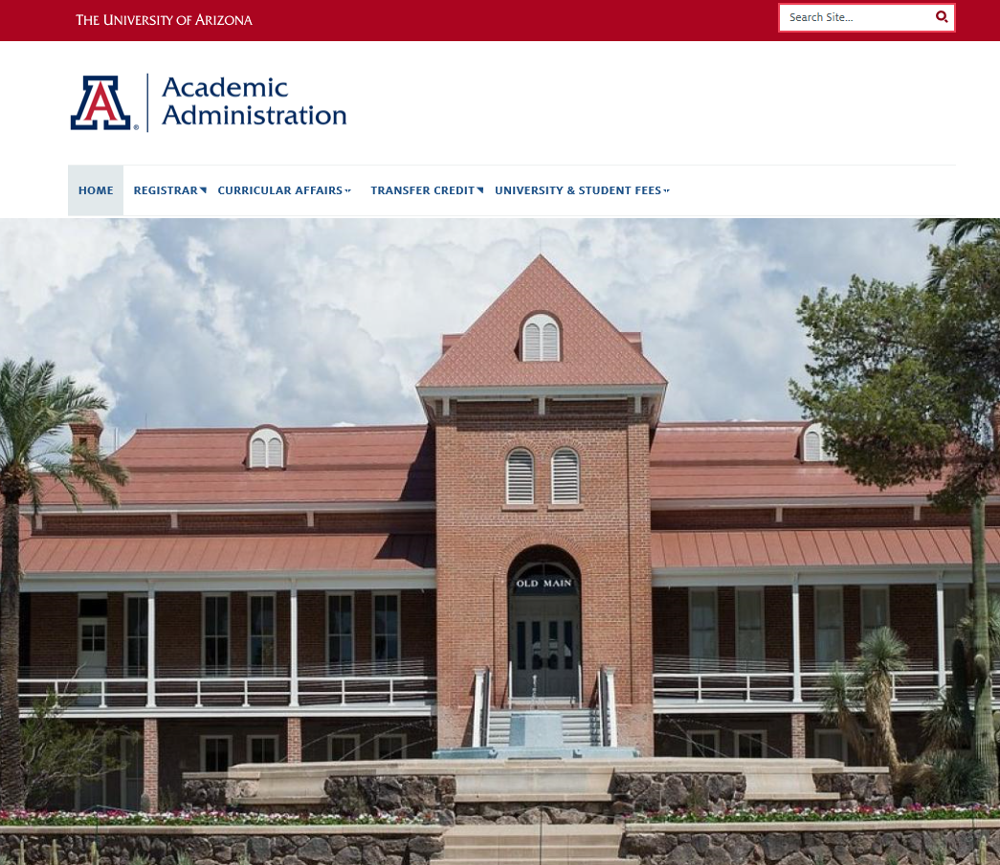 THE UNIVERSITY OF ARIZONA
Search Site...
A®
Academic
Administration
HOME REGISTRAR CURRICULAR AFFAIRS TRANSFER CREDIT UNIVERSITY & STUDENT FEES
OLD MAIN